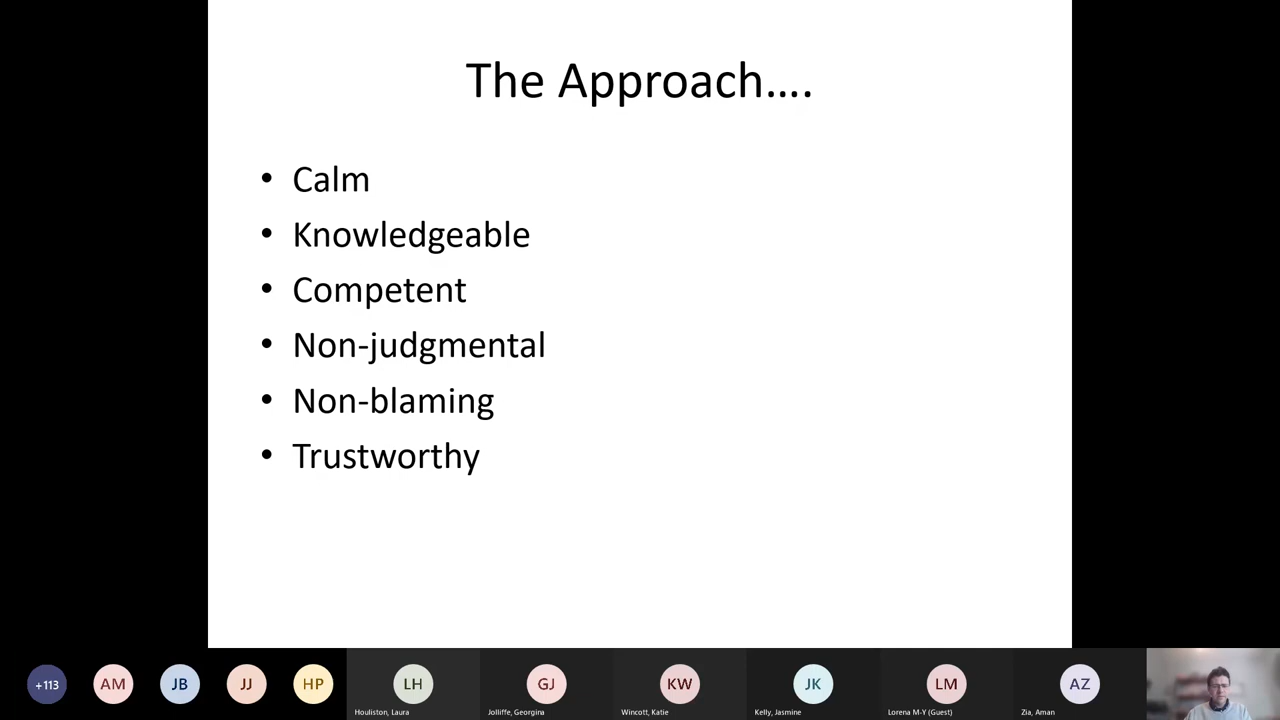 The Approach....
• Calm
• Knowledgeable
• Competent
• Non-judgmental
• Non-blaming
• Trustworthy
+113
AM
JB
JJ
HP
LH
GJ
KW
JK
LM
AZ
Houliston, Laura
Jolliffe, Georgina
Wincott, Katie
Kelly, Jasmine
Lorena M-Y (Guest)
Zia, Aman